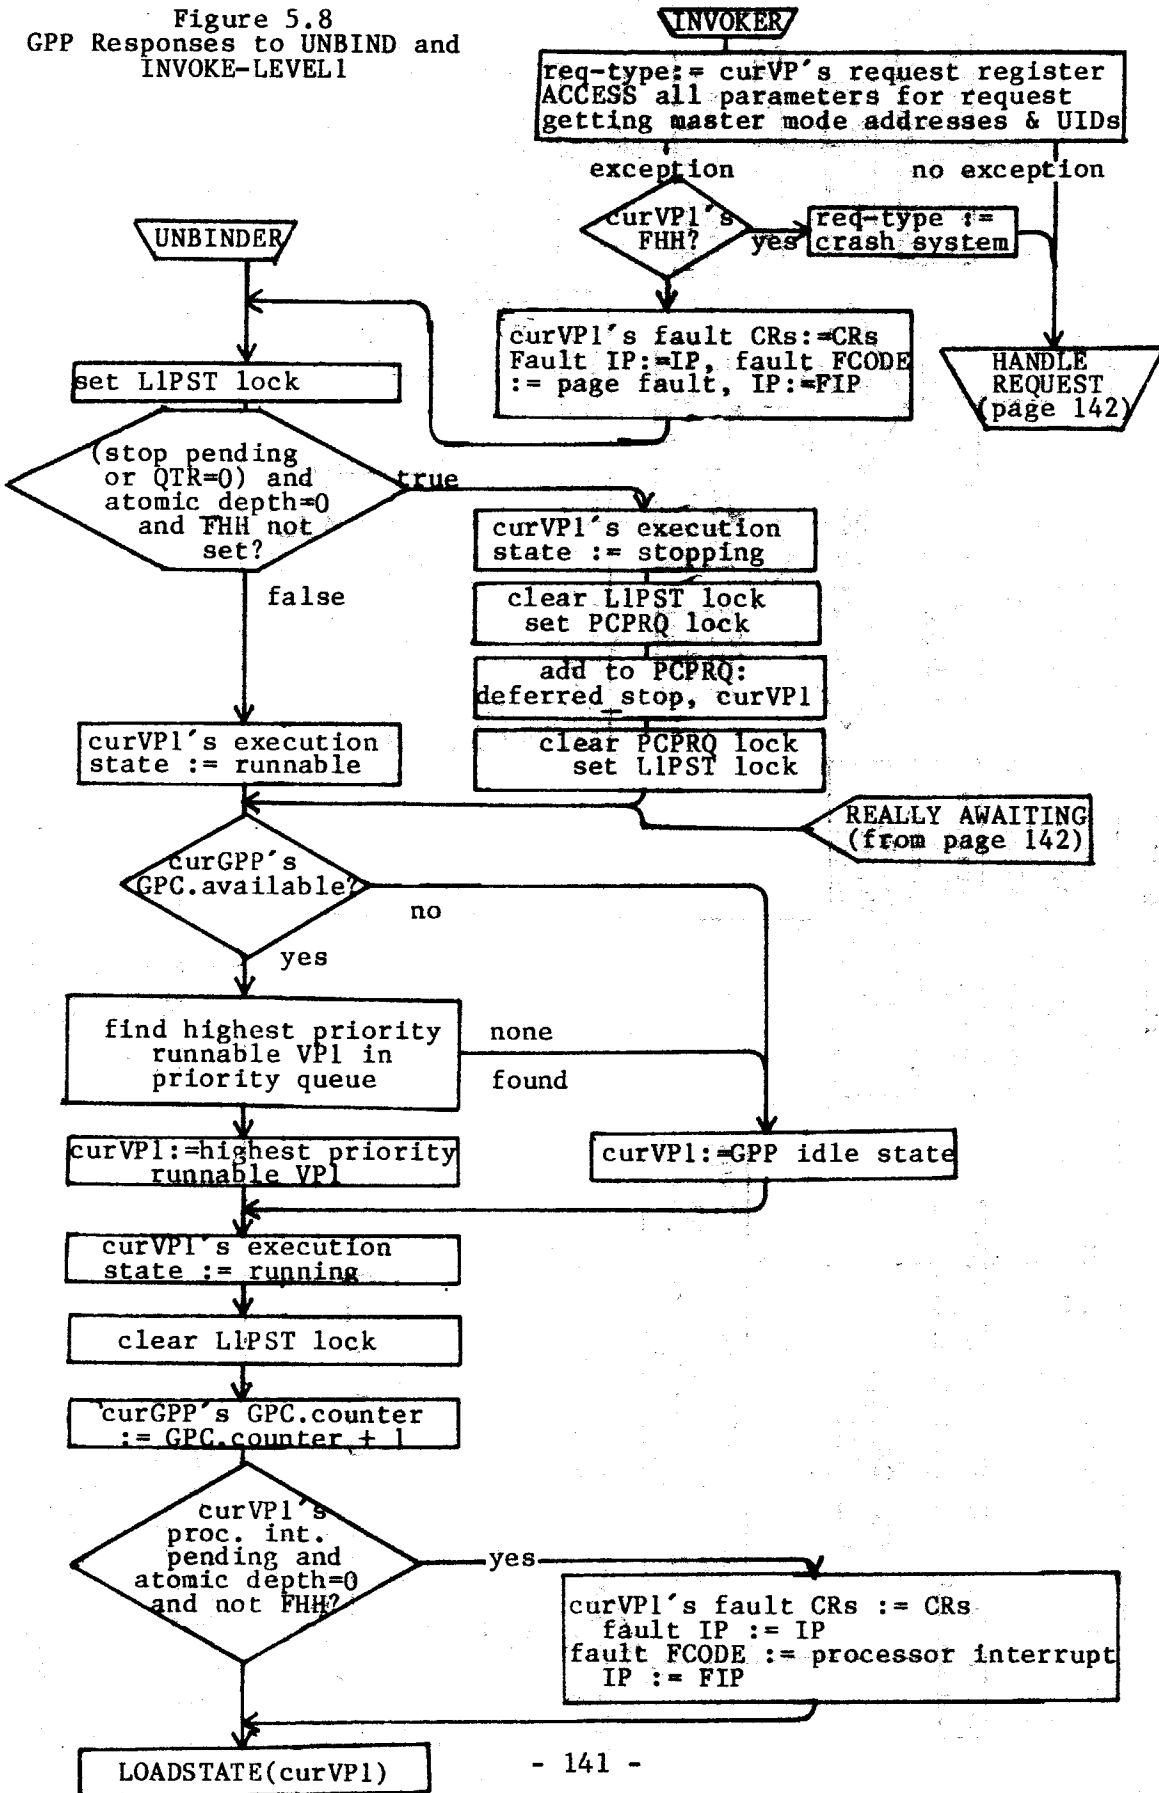 Figure 5.8
GPP Responses to UNBIND and
INVOKE-LEVEL1
INVOKER
req-type:= curVP's request register
ACCESS all parameters for request
getting master mode addresses & UIDs
exception
no exception
curVP1's
FHH?
yes
req-type :=
crash system
UNBINDER
curVP1's fault CRs:=CRs
Fault IP:=IP, fault FCODE
:= page fault, IP:=FIP
HANDLE
REQUEST
(page 142)
set L1PST lock
(stop pending
or QTR=0) and
atomic depth=0
and FHH not
set?
true
false
curVP1's execution
state := stopping
clear L1PST lock
set PCPRQ lock
add to PCPRQ:
deferred_stop, curVP1
clear PCPRQ lock
set L1PST lock
curVP1's execution
state := runnable
REALLY AWAITING
(from page 142)
curGPP's
GPC.available?
no
yes
find highest priority
runnable VP1 in
priority queue
none
found
curVP1:=highest priority
runnable VP1
curVP1:=GPP idle state
curVP1's execution
state := running
clear L1PST lock
curGPP's GPC.counter
:= GPC.counter + 1
curVP1's
proc. int.
pending and
atomic depth=0
and not FHH?
yes
curVP1's fault CRs := CRs
fault IP := IP
fault FCODE := processor interrupt
IP := FIP
LOADSTATE(curVP1)
- 141 -